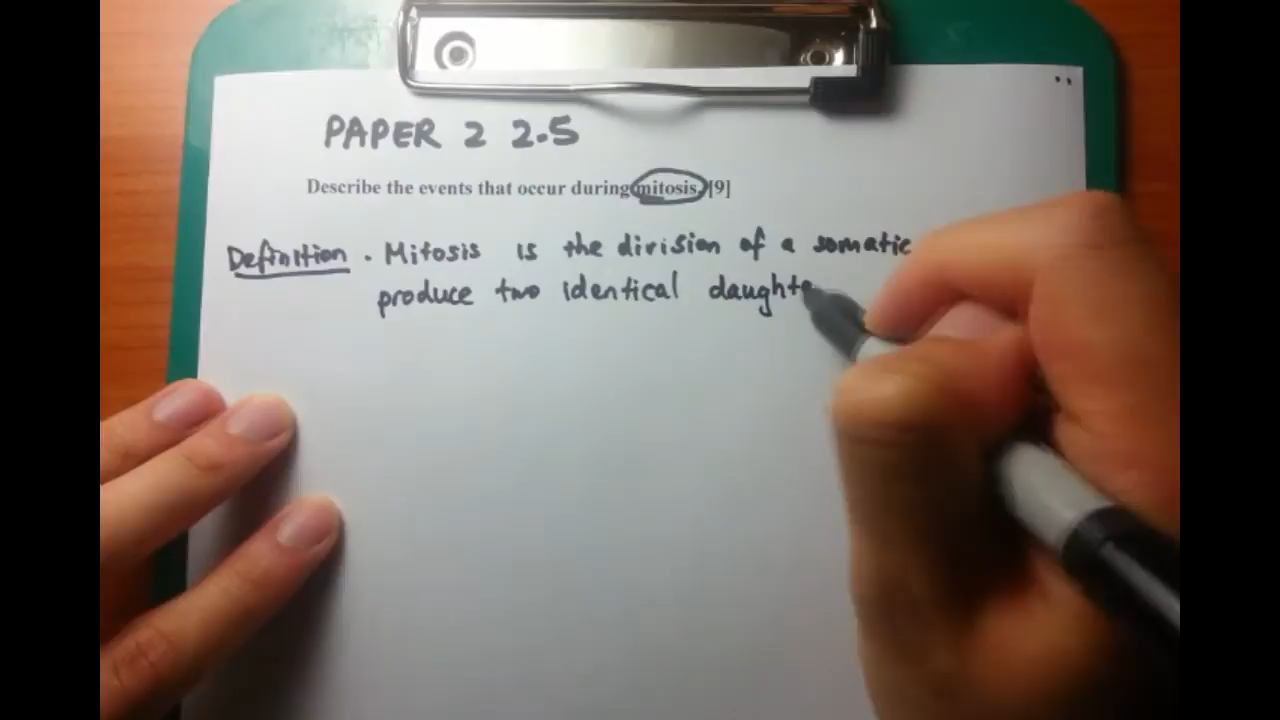 PAPER 2 2.5
Describe the events that occur during mitosis. [9]
Definition . Mitosis is the division of a somatic
produce two identical daughte